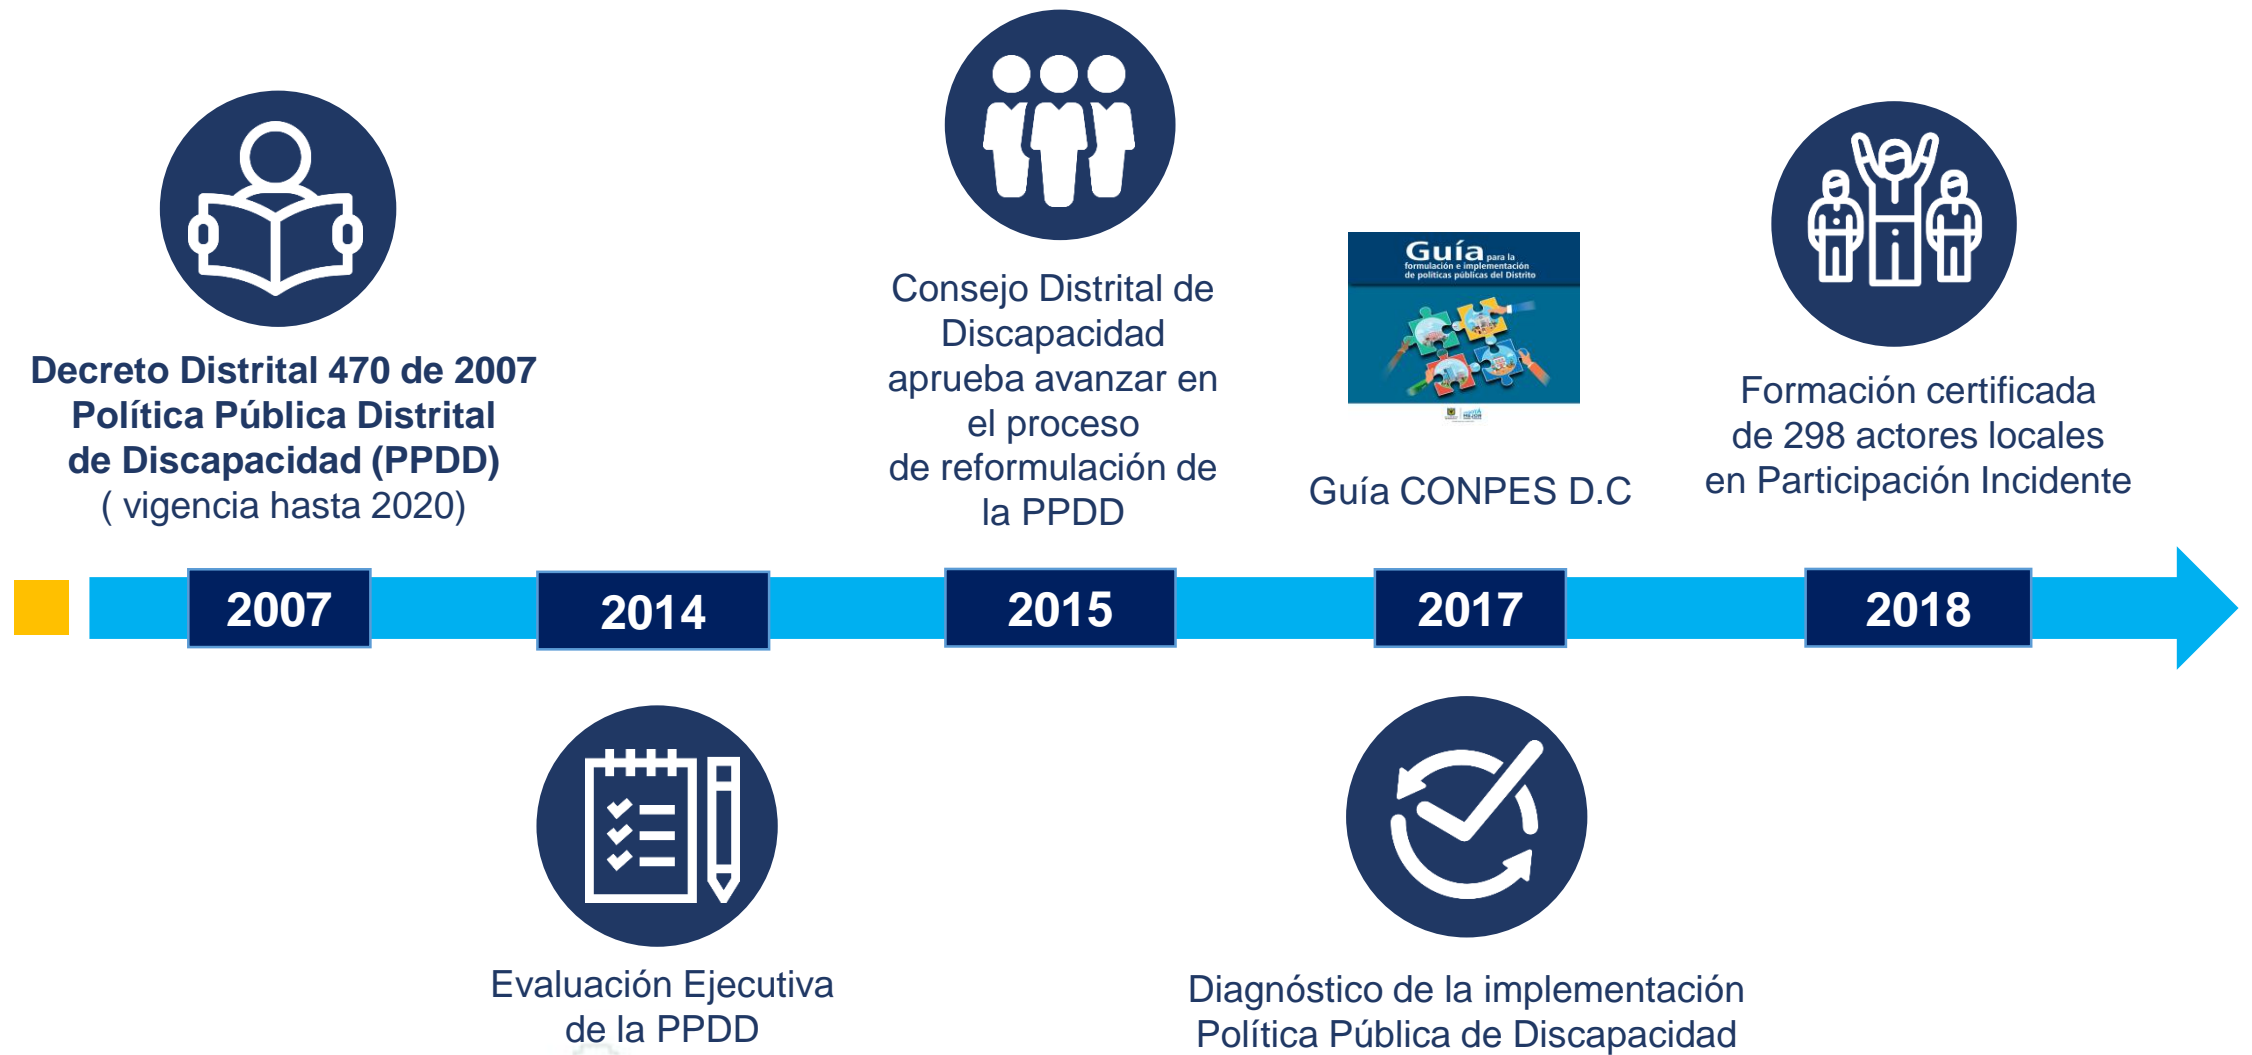 Decreto Distrital 470 de 2007
Política Pública Distrital
de Discapacidad (PPDD)
( vigencia hasta 2020)
Consejo Distrital de
Discapacidad
aprueba avanzar en
el proceso
de reformulación de
la PPDD
Guía para la
formulación e implementación
de políticas públicas del Distrito
Guía CONPES D.C
Formación certificada
de 298 actores locales
en Participación Incidente
2007
2014
2015
2017
2018
Evaluación Ejecutiva
de la PPDD
Diagnóstico de la implementación
Política Pública de Discapacidad